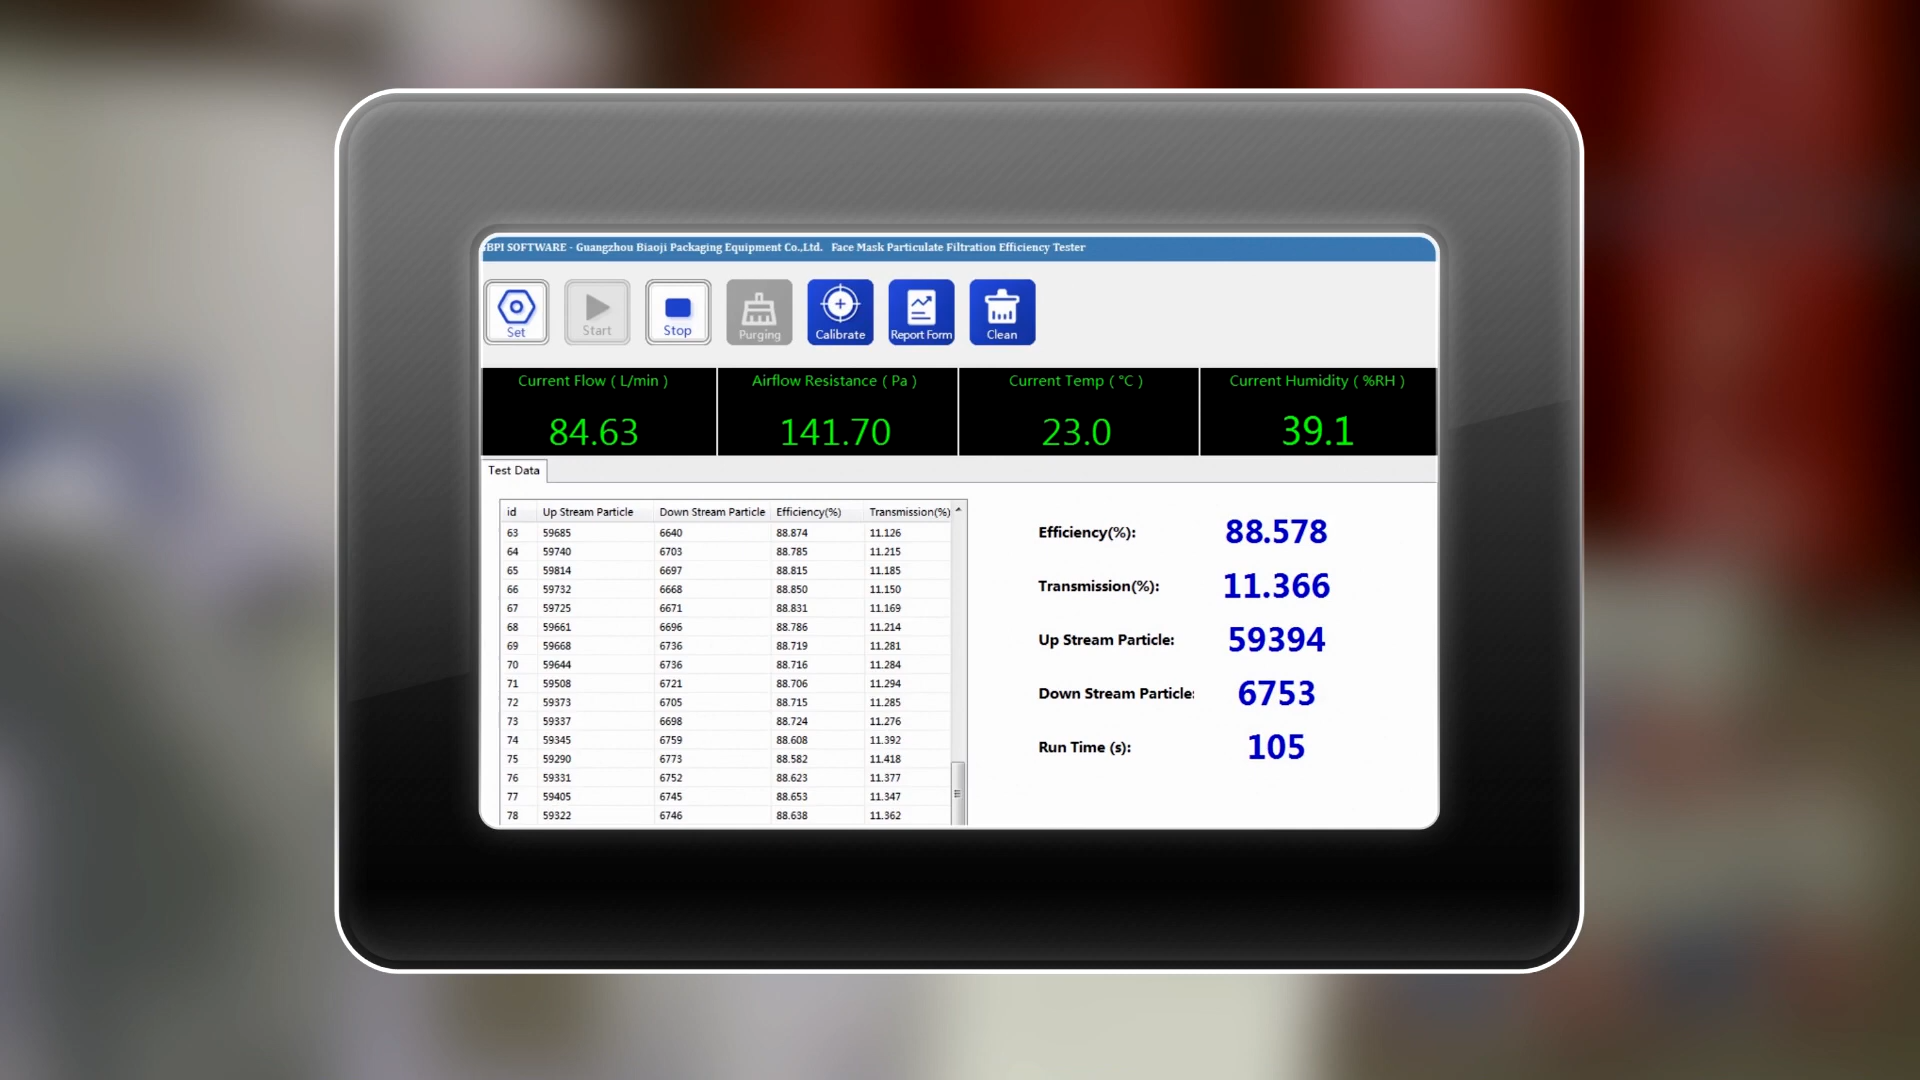 BPI SOFTWARE - Guangzhou Biaoji Packaging Equipment Co.,Ltd. Face Mask Particulate Filtration Efficiency Tester
Set Start Stop Purging Calibrate Report Form Clean
Current Flow ( L/min ) Airflow Resistance ( Pa ) Current Temp ( °C ) Current Humidity ( %RH )
84.63 141.70 23.0 39.1
Test Data
id Up Stream Particle Down Stream Particle Efficiency(%) Transmission(%)
63 59685 6640 88.874 11.126
64 59740 6703 88.785 11.215
65 59814 6697 88.815 11.185
66 59732 6668 88.850 11.150
67 59725 6671 88.831 11.169
68 59661 6696 88.786 11.214
69 59668 6736 88.719 11.281
70 59644 6736 88.716 11.284
71 59508 6721 88.706 11.294
72 59373 6705 88.715 11.285
73 59337 6698 88.724 11.276
74 59345 6759 88.608 11.392
75 59290 6773 88.582 11.418
76 59331 6752 88.623 11.377
77 59405 6745 88.653 11.347
78 59322 6746 88.638 11.362
Efficiency(%): 88.578
Transmission(%): 11.366
Up Stream Particle: 59394
Down Stream Particle: 6753
Run Time (s): 105